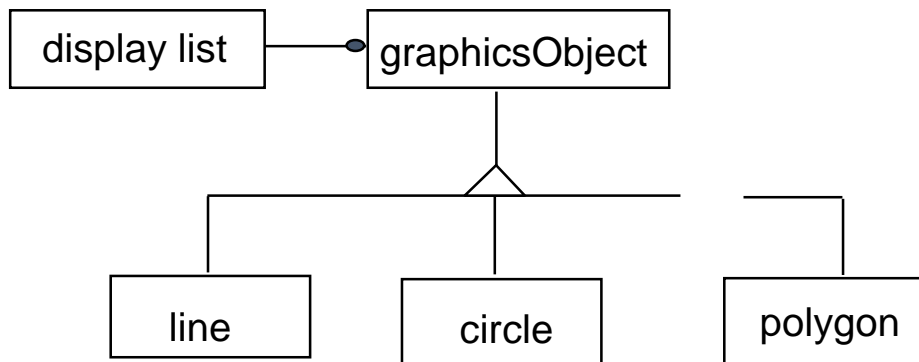 display list
graphicsObject
line
circle
polygon